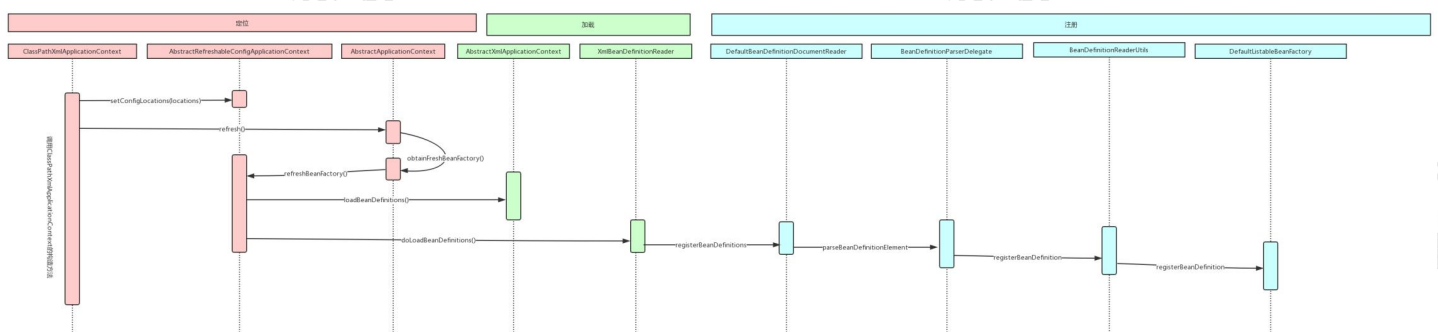 定位
加载
注册
ClassPathXmlApplicationContext
AbstractRefreshableConfigApplicationContext
AbstractApplicationContext
AbstractXmlApplicationContext
XmlBeanDefinitionReader
DefaultBeanDefinitionDocumentReader
BeanDefinitionParserDelegate
BeanDefinitionReaderUtils
DefaultListableBeanFactory
setConfigLocations(locations)
refresh()
调用ClassPathXmlApplicationContext的构造方法
obtainFreshBeanFactory()
refreshBeanFactory()
loadBeanDefinitions()
doLoadBeanDefinitions()
registerBeanDefinitions
parseBeanDefinitionElement
registerBeanDefinition
registerBeanDefinition